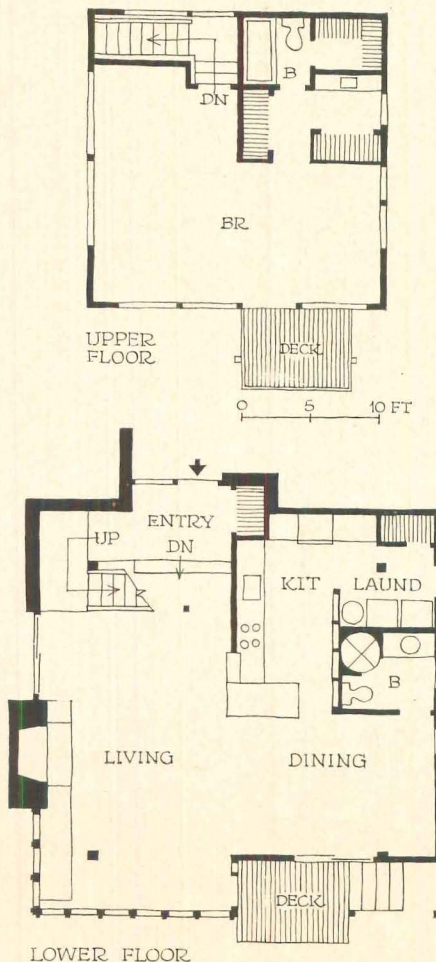 B
DN
BR
UPPER
FLOOR
DECK
0 5 10 FT
ENTRY
UP
DN
KIT LAUND
B
LIVING DINING
DECK
LOWER FLOOR